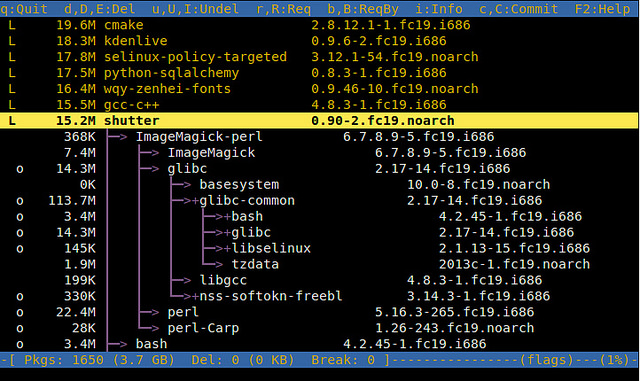 q:Quit d,D,E:Del u,U,I:Undel r,R:Req b,B:ReqBy i:Info c,C:Commit F2:Help
L 19.6M cmake 2.8.12.1-1.fc19.i686
L 18.3M kdenlive 0.9.6-2.fc19.i686
L 17.8M selinux-policy-targeted 3.12.1-54.fc19.noarch
L 17.5M python-sqlalchemy 0.8.3-1.fc19.i686
L 16.4M wqy-zenhei-fonts 0.9.46-10.fc19.noarch
L 15.5M gcc-c++ 4.8.3-1.fc19.i686
L 15.2M shutter 0.90-2.fc19.noarch
368K ├─> ImageMagick-perl 6.7.8.9-5.fc19.i686
7.4M │ ├─> ImageMagick 6.7.8.9-5.fc19.i686
o 14.3M │ ├─> glibc 2.17-14.fc19.i686
0K │ │ ├─> basesystem 10.0-8.fc19.noarch
o 113.7M │ │ ├─>+glibc-common 2.17-14.fc19.i686
o 3.4M │ │ │ ├─>+bash 4.2.45-1.fc19.i686
o 14.3M │ │ │ ├─>+glibc 2.17-14.fc19.i686
o 145K │ │ │ ├─>+libselinux 2.1.13-15.fc19.i686
1.9M │ │ │ └─> tzdata 2013c-1.fc19.noarch
199K │ │ ├─> libgcc 4.8.3-1.fc19.i686
o 330K │ │ └─>+nss-softokn-freebl 3.14.3-1.fc19.i686
o 22.4M │ ├─> perl 5.16.3-265.fc19.i686
o 28K │ └─> perl-Carp 1.26-243.fc19.noarch
o 3.4M ├─> bash 4.2.45-1.fc19.i686
-[ Pkgs: 1650 (3.7 GB) Del: 0 (0 KB) Break: 0 ]----------------(flags)---(1%)-